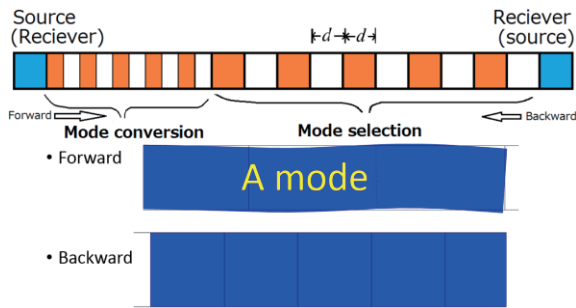 Source
(Reciever)
Reciever
(source)
d
d
Forward
Backward
Mode conversion
Mode selection
• Forward
A mode
• Backward